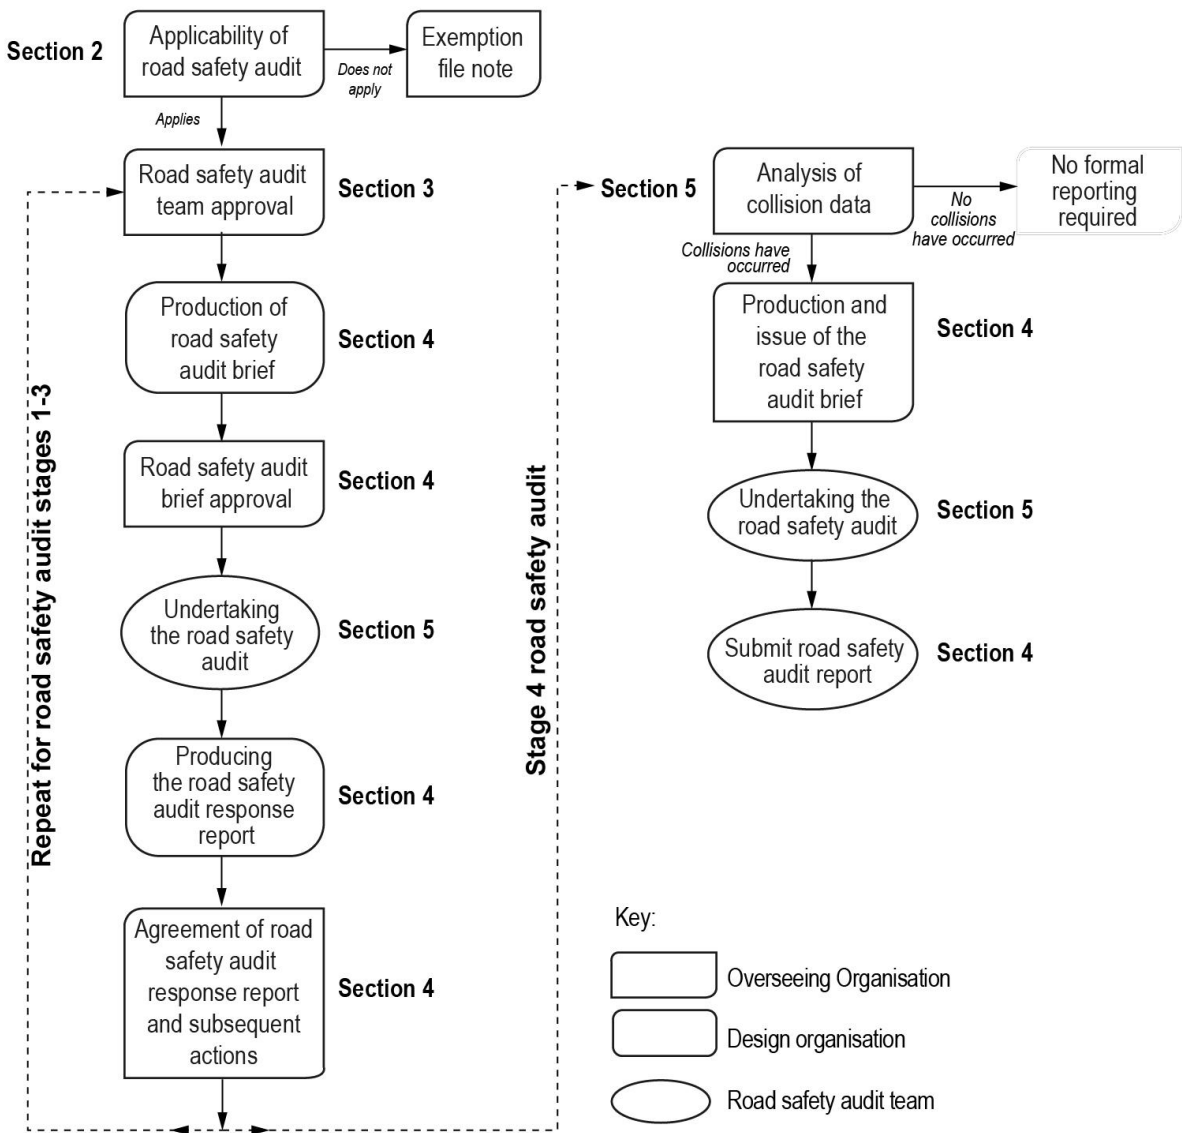 Section 2
Applicability of
road safety audit
Does not
apply
Exemption
file note
Applies
Road safety audit
team approval
Section 3
Production of
road safety
audit brief
Section 4
Road safety audit
brief approval
Section 4
Undertaking
the road safety
audit
Section 5
Producing
the road safety
audit response
report
Section 4
Agreement of road
safety audit
response report
and subsequent
actions
Section 4
Repeat for road safety audit stages 1-3
Stage 4 road safety audit
Section 5
Analysis of
collision data
No
collisions
have occurred
No formal
reporting
required
Collisions have
occurred
Production and
issue of the
road safety
audit brief
Section 4
Undertaking the
road safety audit
Section 5
Submit road safety
audit report
Section 4
Key:
Overseeing Organisation
Design organisation
Road safety audit team